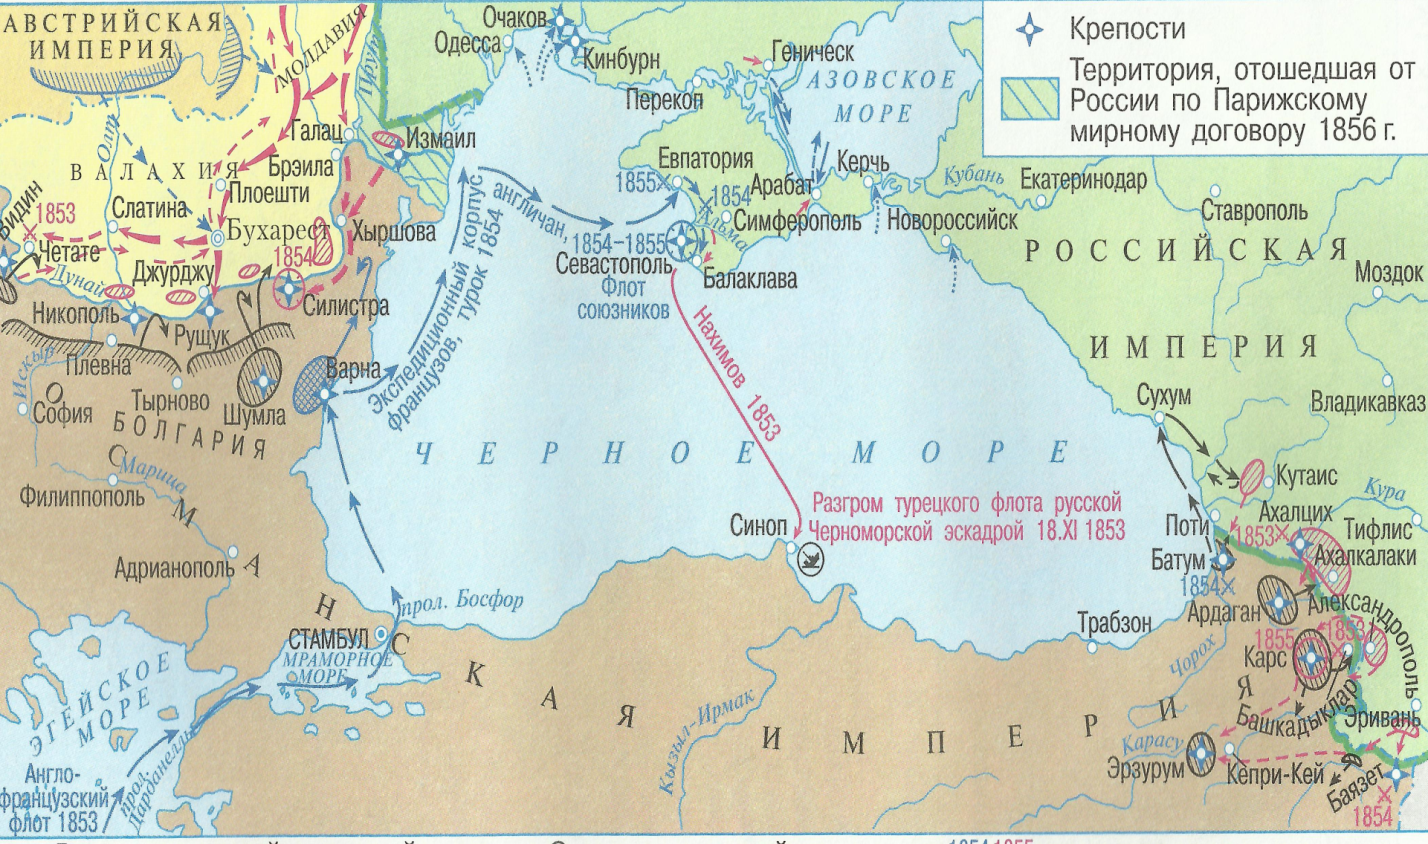 АВСТРИЙСКАЯ
ИМПЕРИЯ
МОЛДАВИЯ
Прут
Очаков
Одесса
Кинбурн
Геническ
Перекоп
АЗОВСКОЕ
МОРЕ
Крепости
Территория, отошедшая от
России по Парижскому
мирному договору 1856 г.
Галац
Измаил
Брэила
Олт
ВАЛАХИЯ
Плоешти
Слатина
Бухарест
Хыршова
Видин
1853
Четате
Дунай
Джурджу
1854
Силистра
Никополь
Рущук
Плевна
Искыр
София
Тырново
Шумла
Варна
БОЛГАРИЯ
Марица
Филиппополь
Адрианополь
Экспедиционный корпус
французов, турок 1854
англичан,
Евпатория
1855
1854
Альма
Арабат
Керчь
Симферополь
1854–1855
Севастополь
Флот
союзников
Балаклава
Новороссийск
Кубань
Екатеринодар
Ставрополь
РОССИЙСКАЯ
ИМПЕРИЯ
Моздок
Владикавказ
Нахимов 1853
ЧЕРНОЕ МОРЕ
Разгром турецкого флота русской
Черноморской эскадрой 18.XI 1853
Синоп
Сухум
Кутаис
Кура
Поти
Ахалцих
Тифлис
1853
Ахалкалаки
Батум
1854
Ардаган
Александрополь
1855
1853
Карс
Башкадыклар
Эривань
Чорох
Трабзон
Карасу
Эрзурум
Кёпри-Кей
Баязет
1854
прол. Босфор
СТАМБУЛ
МРАМОРНОЕ
МОРЕ
ОСМАНСКАЯ ИМПЕРИЯ
Кызыл-Ирмак
ЭГЕЙСКОЕ
МОРЕ
прол.
Дарданеллы
Англо-
французский
флот 1853
1854 1855